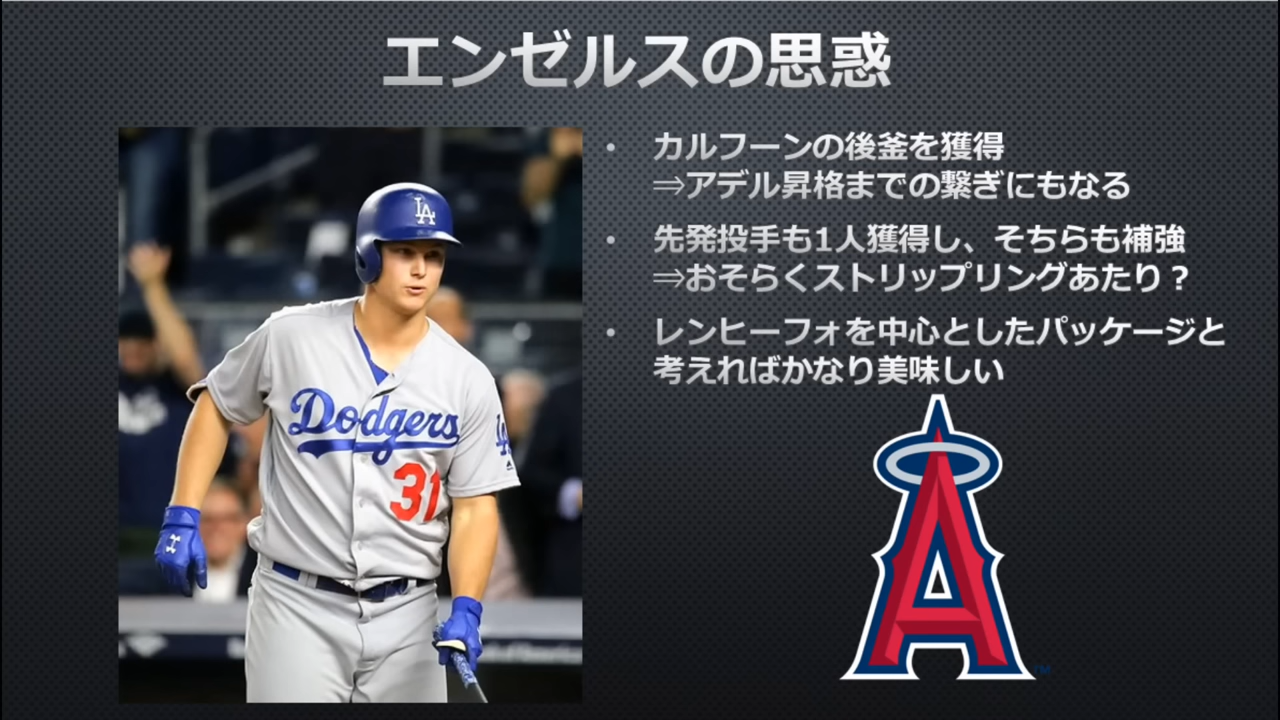 エンゼルスの思惑
• カルフーンの後釜を獲得
⇒アデル昇格までの繋ぎにもなる
• 先発投手も1人獲得し、そちらも補強
⇒おそらくストリップリングあたり？
• レンヒーフォを中心としたパッケージと
考えればかなり美味しい
LA
Dodgers
31
LA
A
TM